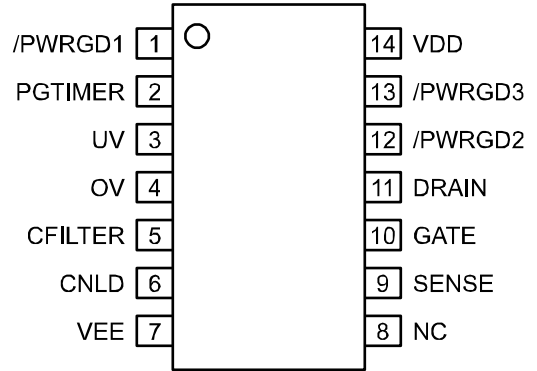 /PWRGD1 1 14 VDD
PGTIMER 2 13 /PWRGD3
UV 3 12 /PWRGD2
OV 4 11 DRAIN
CFILTER 5 10 GATE
CNLD 6 9 SENSE
VEE 7 8 NC